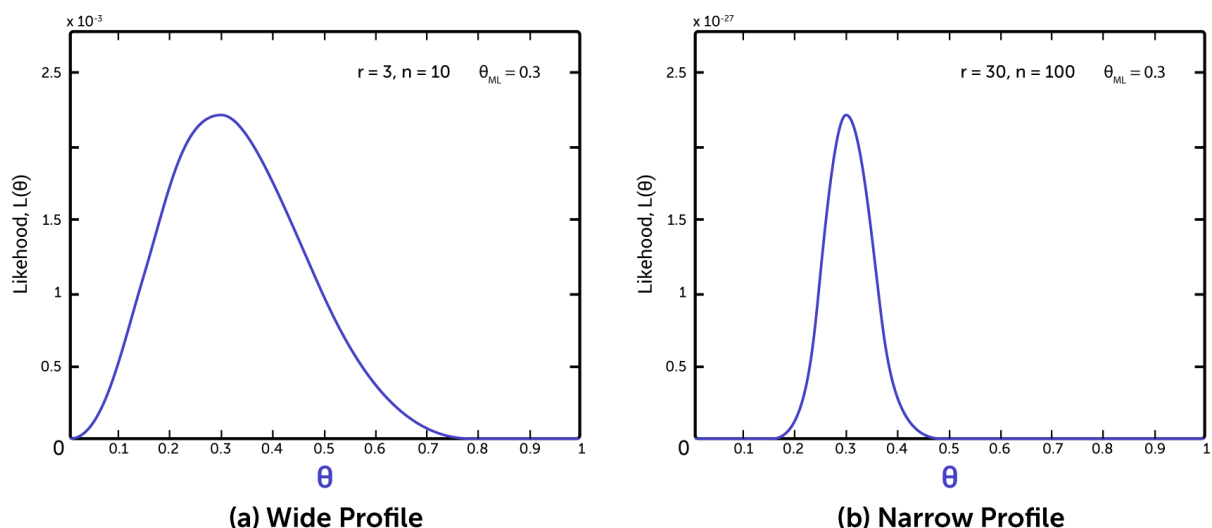 x 10⁻³
2.5
1.5
1
0.5
0
0.1 0.2 0.3 0.4 0.5 0.6 0.7 0.8 0.9 1
r = 3, n = 10 θML = 0.3
Likehood, L(θ)
θ
(a) Wide Profile
x 10⁻²⁷
2.5
1.5
1
0.5
0
0.1 0.2 0.3 0.4 0.5 0.6 0.7 0.8 0.9 1
r = 30, n = 100 θML = 0.3
Likehood, L(θ)
θ
(b) Narrow Profile